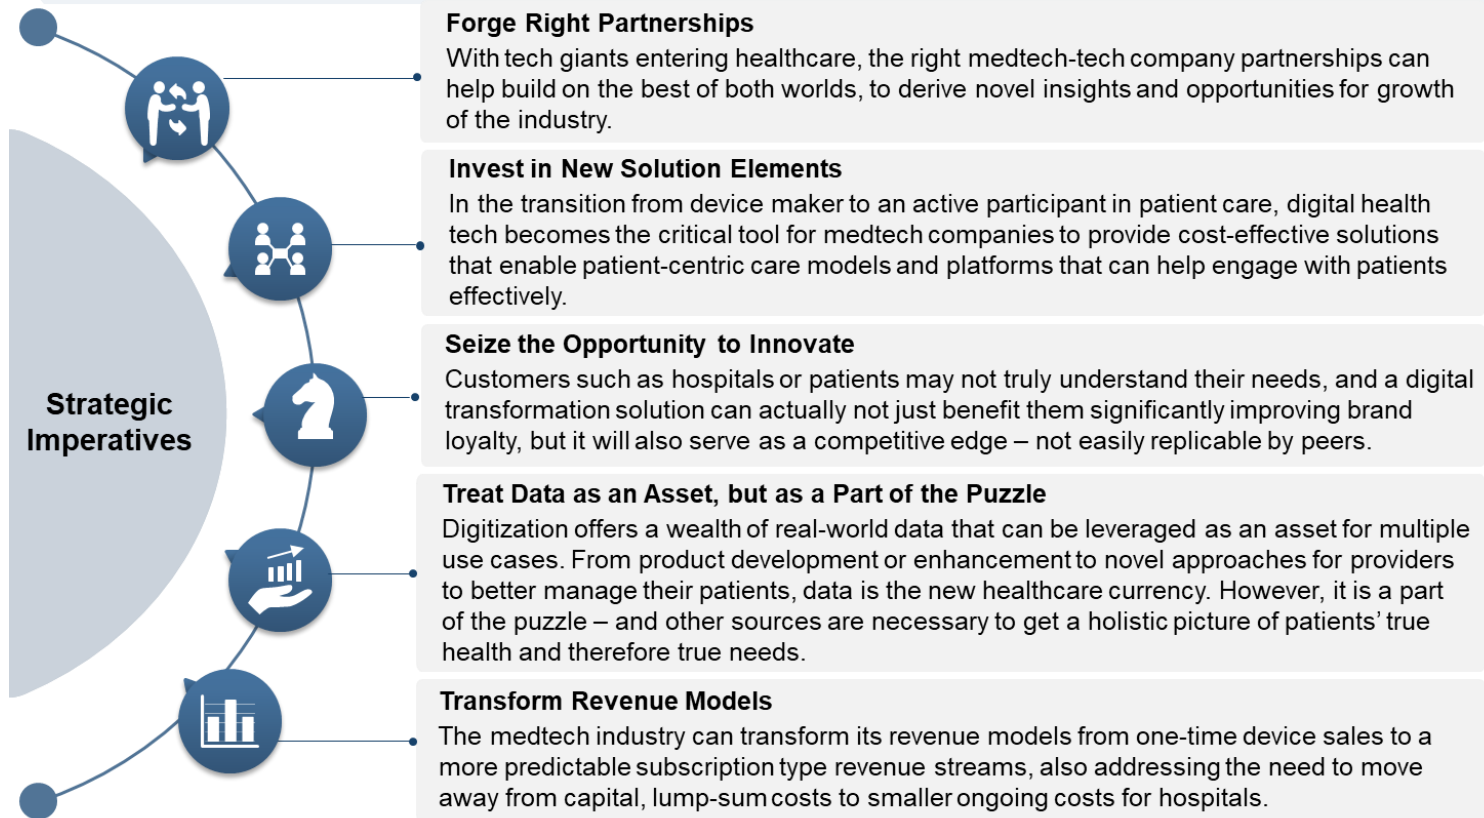 Strategic
Imperatives
Forge Right Partnerships
With tech giants entering healthcare, the right medtech-tech company partnerships can
help build on the best of both worlds, to derive novel insights and opportunities for growth
of the industry.
Invest in New Solution Elements
In the transition from device maker to an active participant in patient care, digital health
tech becomes the critical tool for medtech companies to provide cost-effective solutions
that enable patient-centric care models and platforms that can help engage with patients
effectively.
Seize the Opportunity to Innovate
Customers such as hospitals or patients may not truly understand their needs, and a digital
transformation solution can actually not just benefit them significantly improving brand
loyalty, but it will also serve as a competitive edge – not easily replicable by peers.
Treat Data as an Asset, but as a Part of the Puzzle
Digitization offers a wealth of real-world data that can be leveraged as an asset for multiple
use cases. From product development or enhancement to novel approaches for providers
to better manage their patients, data is the new healthcare currency. However, it is a part
of the puzzle – and other sources are necessary to get a holistic picture of patients’ true
health and therefore true needs.
Transform Revenue Models
The medtech industry can transform its revenue models from one-time device sales to a
more predictable subscription type revenue streams, also addressing the need to move
away from capital, lump-sum costs to smaller ongoing costs for hospitals.